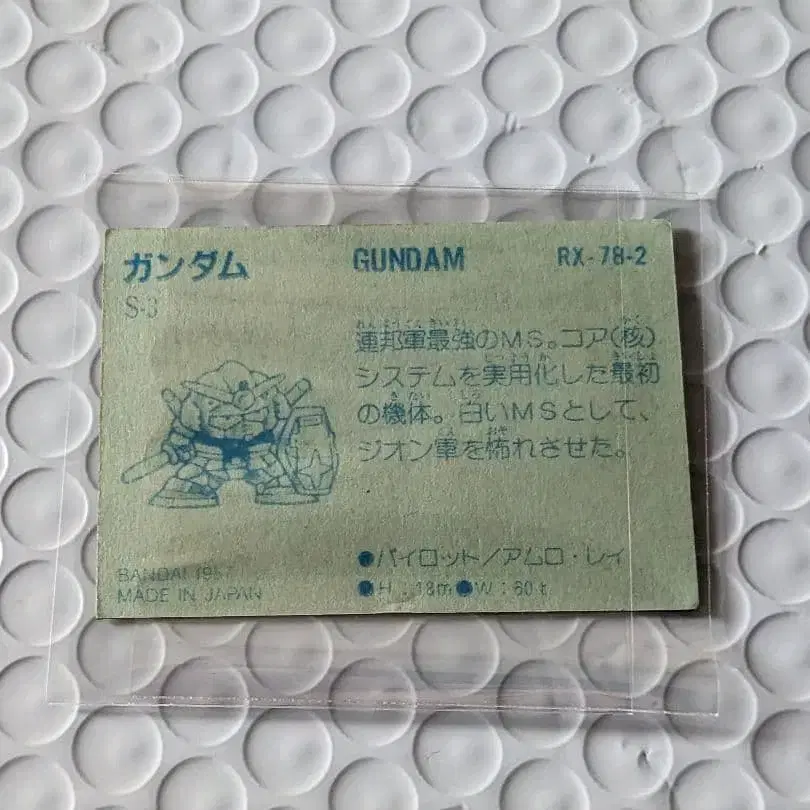 ガンダム GUNDAM RX-78-2
S-3
連邦軍最強のMS。コア(核)
システムを実用化した最初
の機体。白いMSとして、
ジオン軍を怖れさせた。
●パイロット/アムロ・レイ
●H:18m●W:60t
BANDAI 1987
MADE IN JAPAN